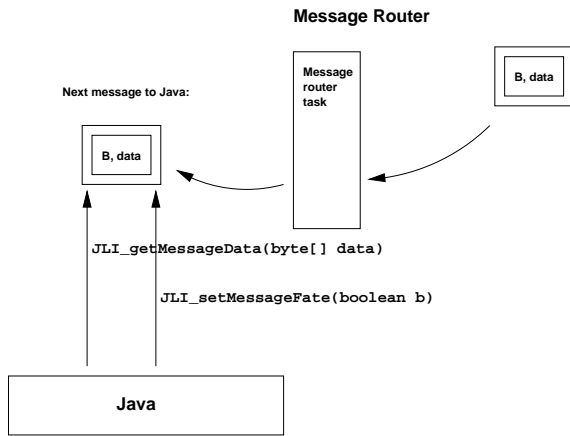 Message Router
Message
router
task
B, data
Next message to Java:
B, data
JLI_getMessageData(byte[] data)
JLI_setMessageFate(boolean b)
Java